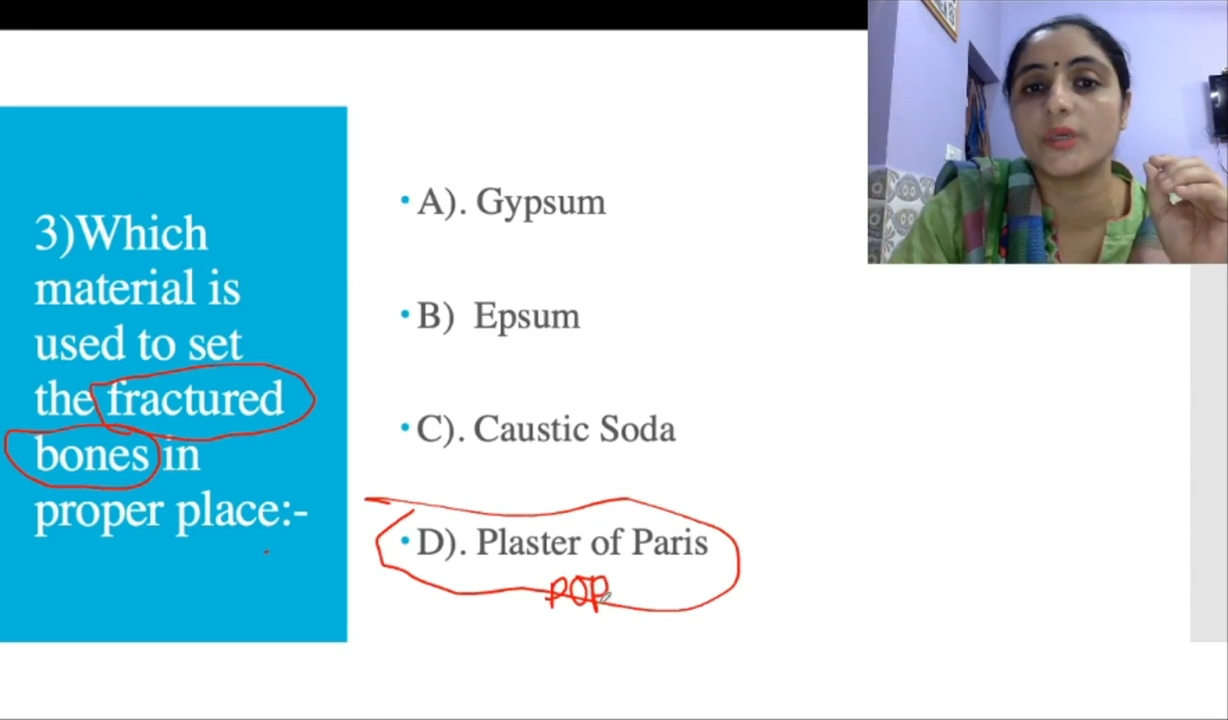 3)Which
material is
used to set
the fractured
bones in
proper place:-
• A). Gypsum
• B) Epsum
• C). Caustic Soda
• D). Plaster of Paris
POP